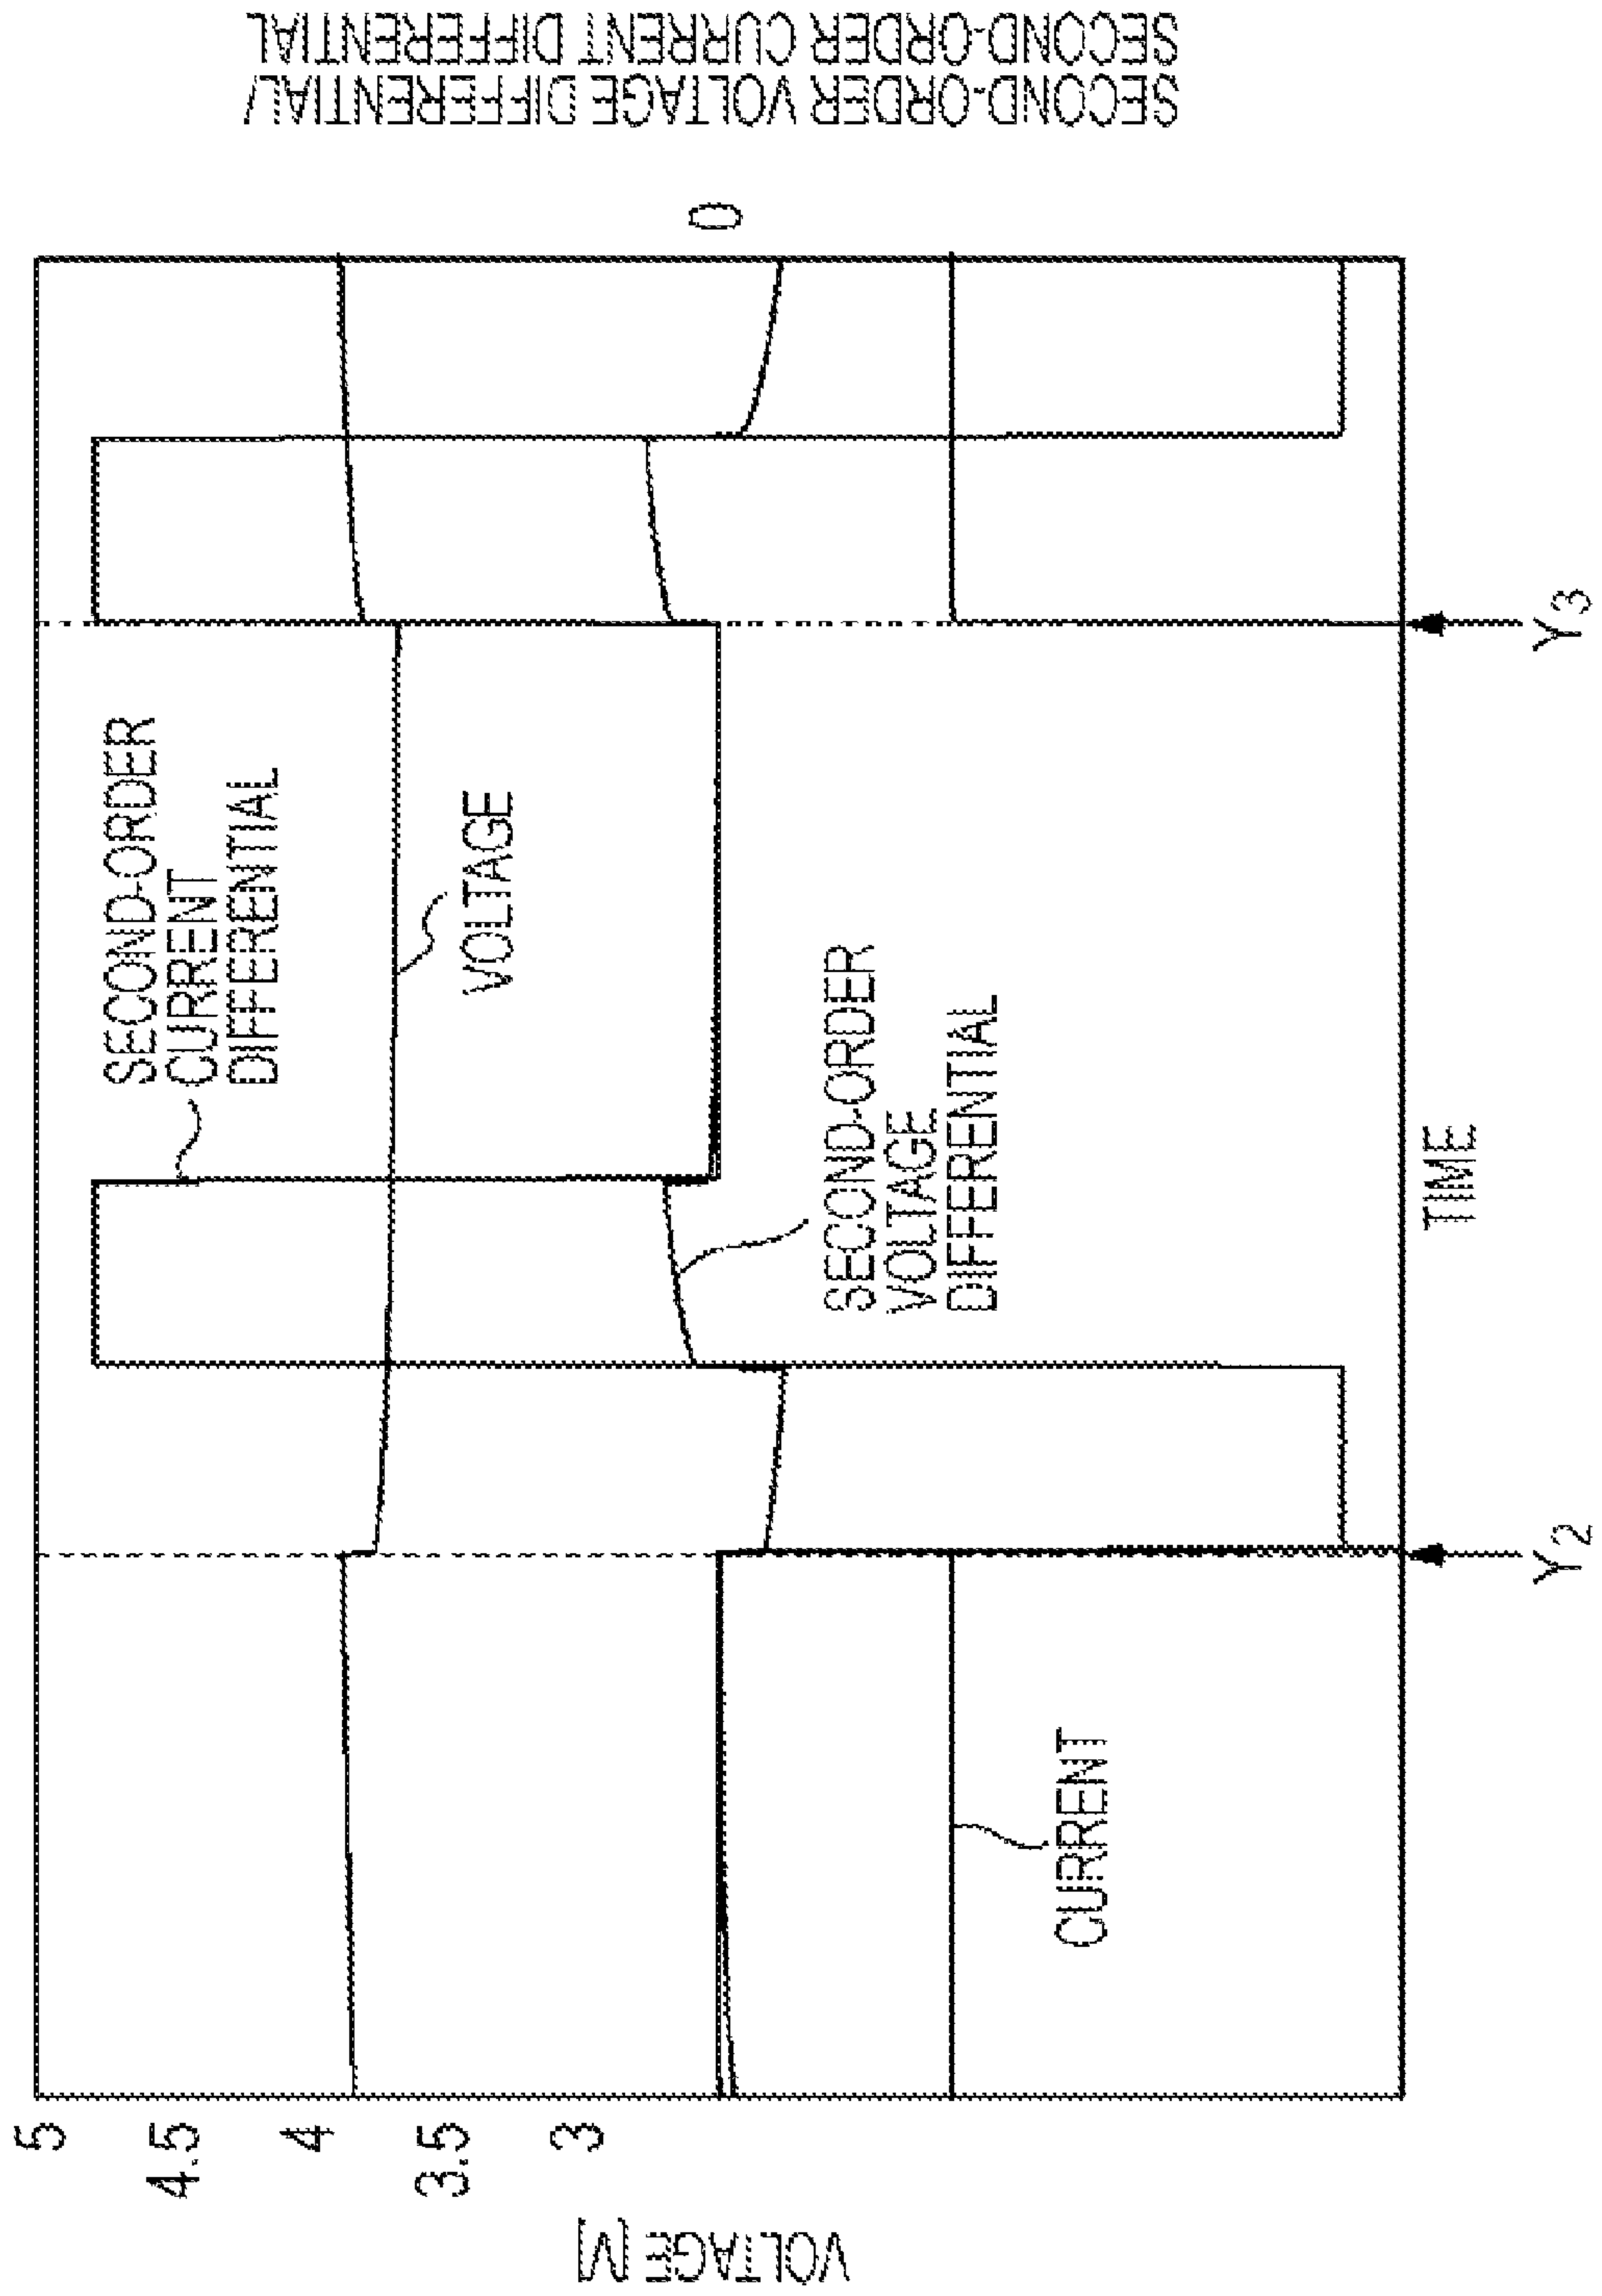 SECOND-ORDER VOLTAGE DIFFERENTIAL/
SECOND-ORDER CURRENT DIFFERENTIAL
0
VOLTAGE [V]
5
4.5
4
3.5
3
SECOND-ORDER
CURRENT
DIFFERENTIAL
VOLTAGE
SECOND-ORDER
VOLTAGE
DIFFERENTIAL
CURRENT
Y2
Y3
TIME